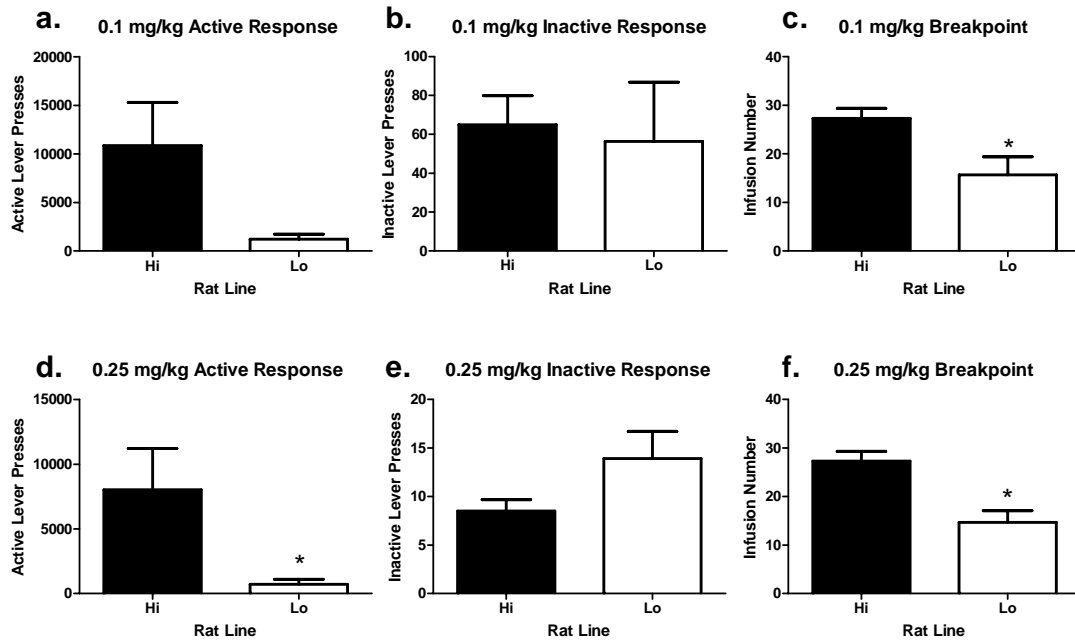 a. 0.1 mg/kg Active Response
Active Lever Presses
20000
15000
10000
5000
0
Hi
Lo
Rat Line
b. 0.1 mg/kg Inactive Response
Inactive Lever Presses
100
80
60
40
20
0
Hi
Lo
Rat Line
c. 0.1 mg/kg Breakpoint
Infusion Number
40
30
20
10
0
*
Hi
Lo
Rat Line
d. 0.25 mg/kg Active Response
Active Lever Presses
15000
10000
5000
0
*
Hi
Lo
Rat Line
e. 0.25 mg/kg Inactive Response
Inactive Lever Presses
20
15
10
5
0
Hi
Lo
Rat Line
f. 0.25 mg/kg Breakpoint
Infusion Number
40
30
20
10
0
*
Hi
Lo
Rat Line